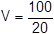 V = 100/20